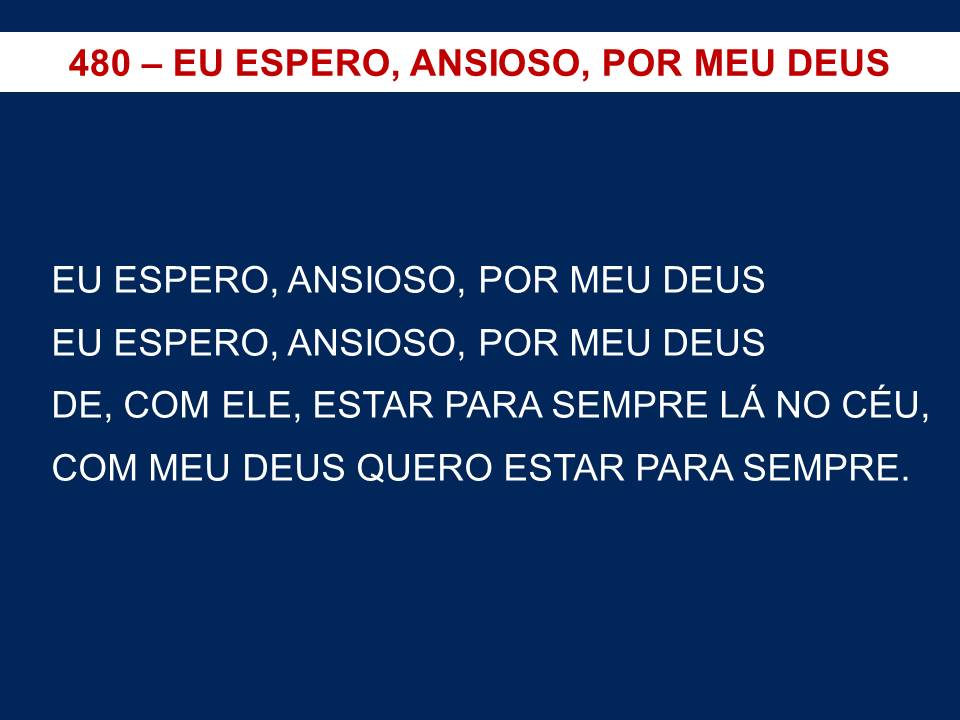 480 – EU ESPERO, ANSIOSO, POR MEU DEUS
EU ESPERO, ANSIOSO, POR MEU DEUS
EU ESPERO, ANSIOSO, POR MEU DEUS
DE, COM ELE, ESTAR PARA SEMPRE LÁ NO CÉU,
COM MEU DEUS QUERO ESTAR PARA SEMPRE.